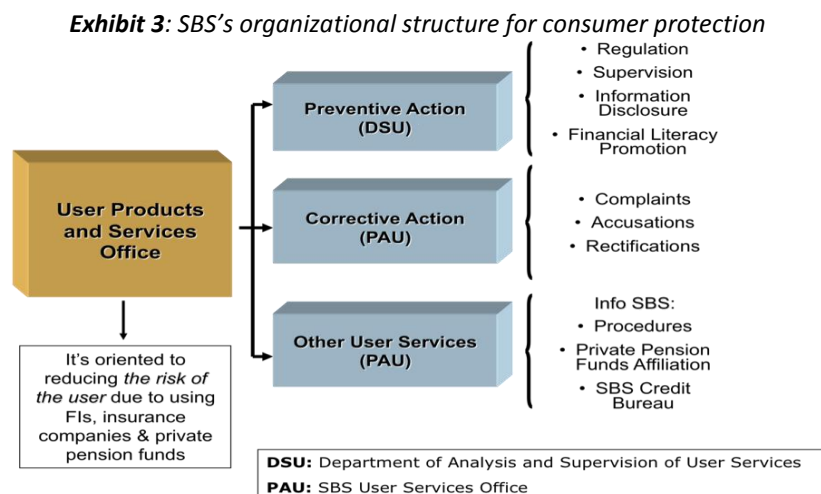 Exhibit 3: SBS’s organizational structure for consumer protection
User Products
and Services
Office
It's oriented to
reducing the risk of
the user due to using
FIs, insurance
companies & private
pension funds
Preventive Action
(DSU)
• Regulation
• Supervision
• Information
Disclosure
• Financial Literacy
Promotion
Corrective Action
(PAU)
• Complaints
• Accusations
• Rectifications
Other User Services
(PAU)
Info SBS:
• Procedures
• Private Pension
Funds Affiliation
• SBS Credit
Bureau
DSU: Department of Analysis and Supervision of User Services
PAU: SBS User Services Office